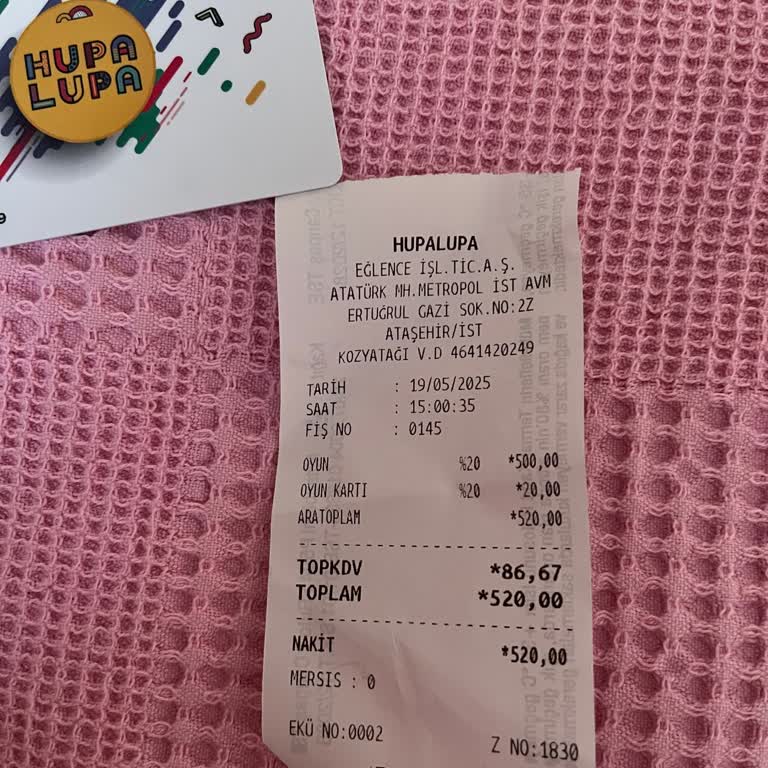 HUPA
LUPA
9
HUPALUPA
EĞLENCE İŞL.TİC.A.Ş.
ATATÜRK MH.METROPOL İST AVM
ERTUĞRUL GAZİ SOK.NO:2Z
ATAŞEHİR/İST
KOZYATAĞI V.D 4641420249
TARİH : 19/05/2025
SAAT : 15:00:35
FİŞ NO : 0145
OYUN %20 *500,00
OYUN KARTI %20 *20,00
ARATOPLAM *520,00
TOPKDV *86,67
TOPLAM *520,00
NAKİT *520,00
MERSIS : 0
EKÜ NO:0002 Z NO:1830